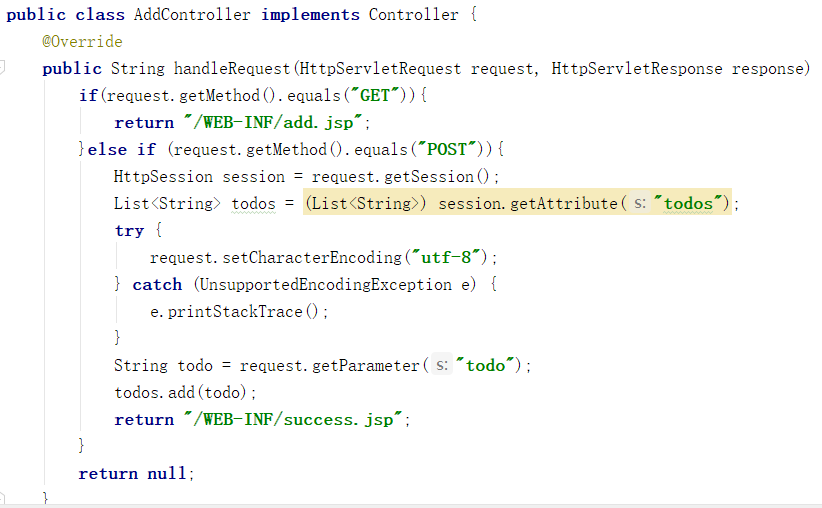 public class AddController implements Controller {
@Override
public String handleRequest(HttpServletRequest request, HttpServletResponse response)
if(request.getMethod().equals("GET")){
return "/WEB-INF/add.jsp";
}else if (request.getMethod().equals("POST")){
HttpSession session = request.getSession();
List<String> todos = (List<String>) session.getAttribute( s: "todos");
try {
request.setCharacterEncoding("utf-8");
} catch (UnsupportedEncodingException e) {
e.printStackTrace();
}
String todo = request.getParameter( s: "todo");
todos.add(todo);
return "/WEB-INF/success.jsp";
}
return null;
}